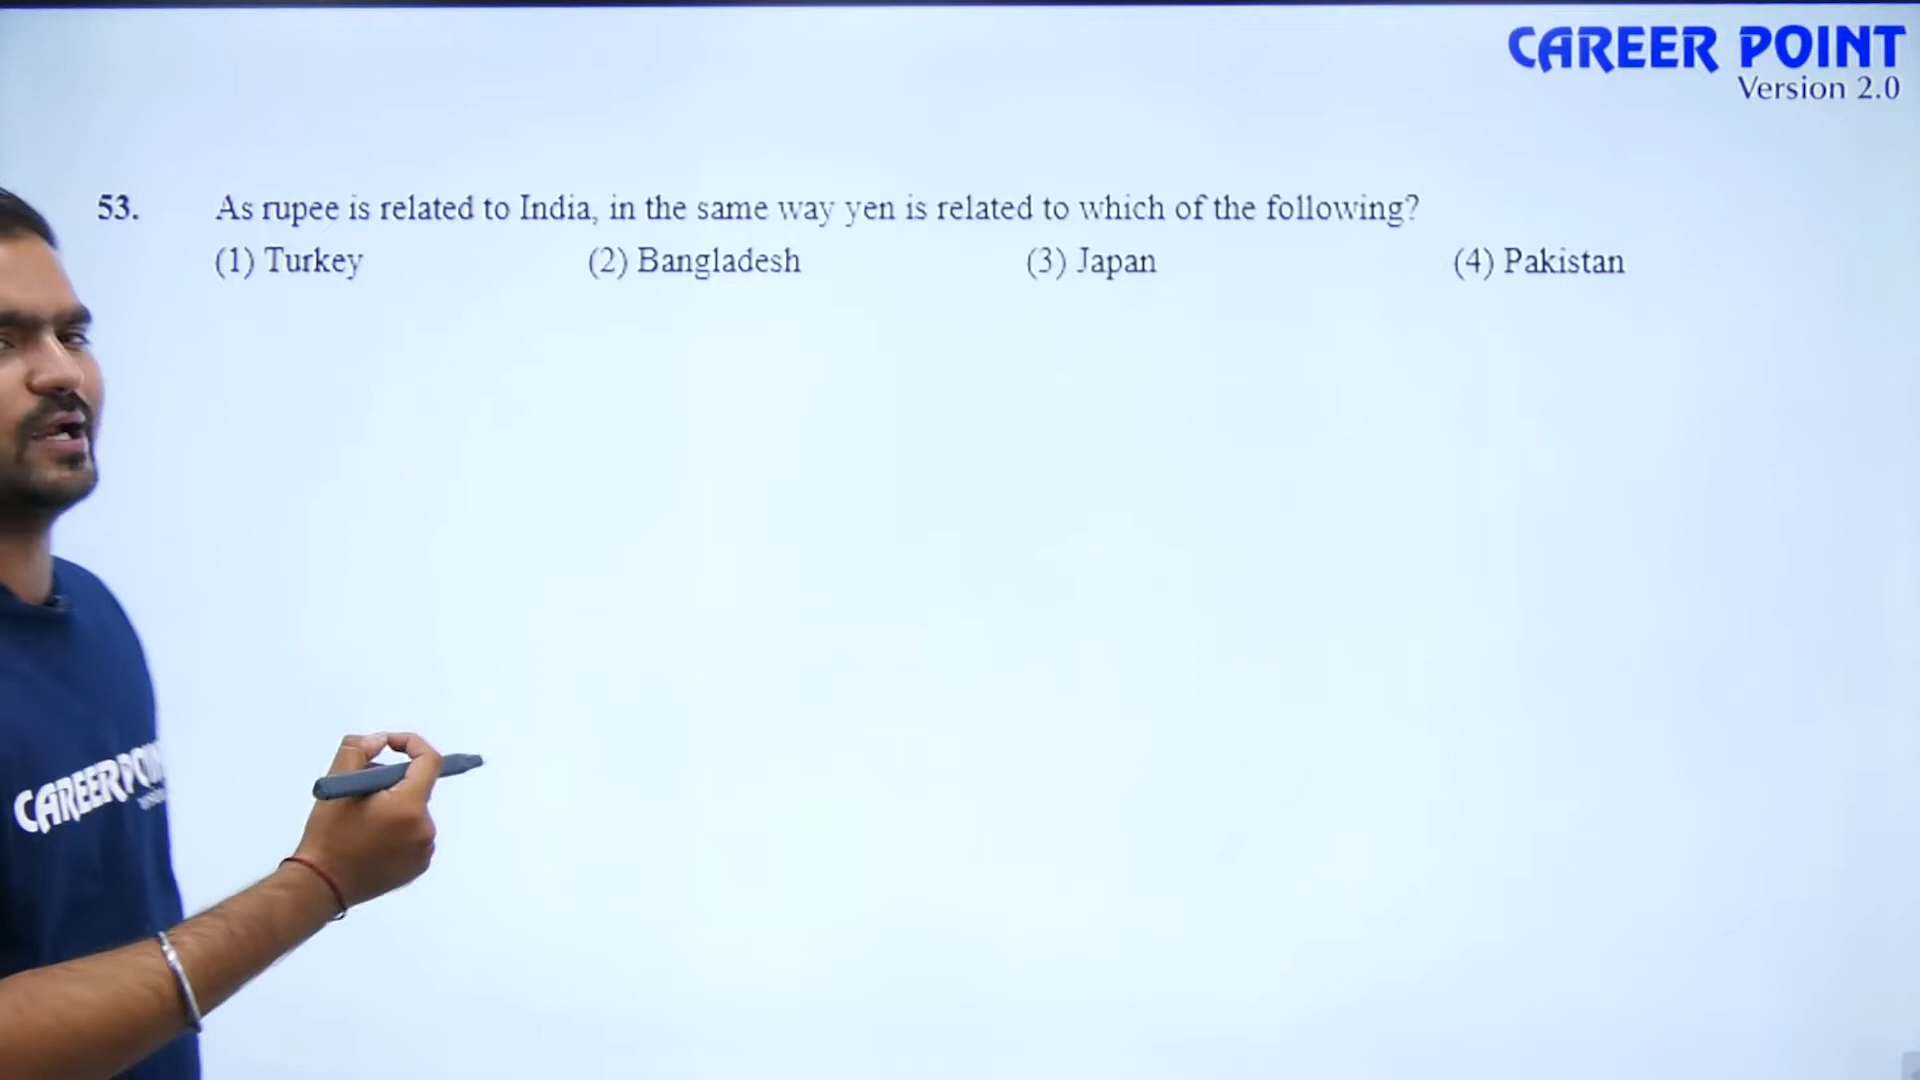 CAREER POINT
Version 2.0
53. As rupee is related to India, in the same way yen is related to which of the following?
(1) Turkey (2) Bangladesh (3) Japan (4) Pakistan
CAREER POI